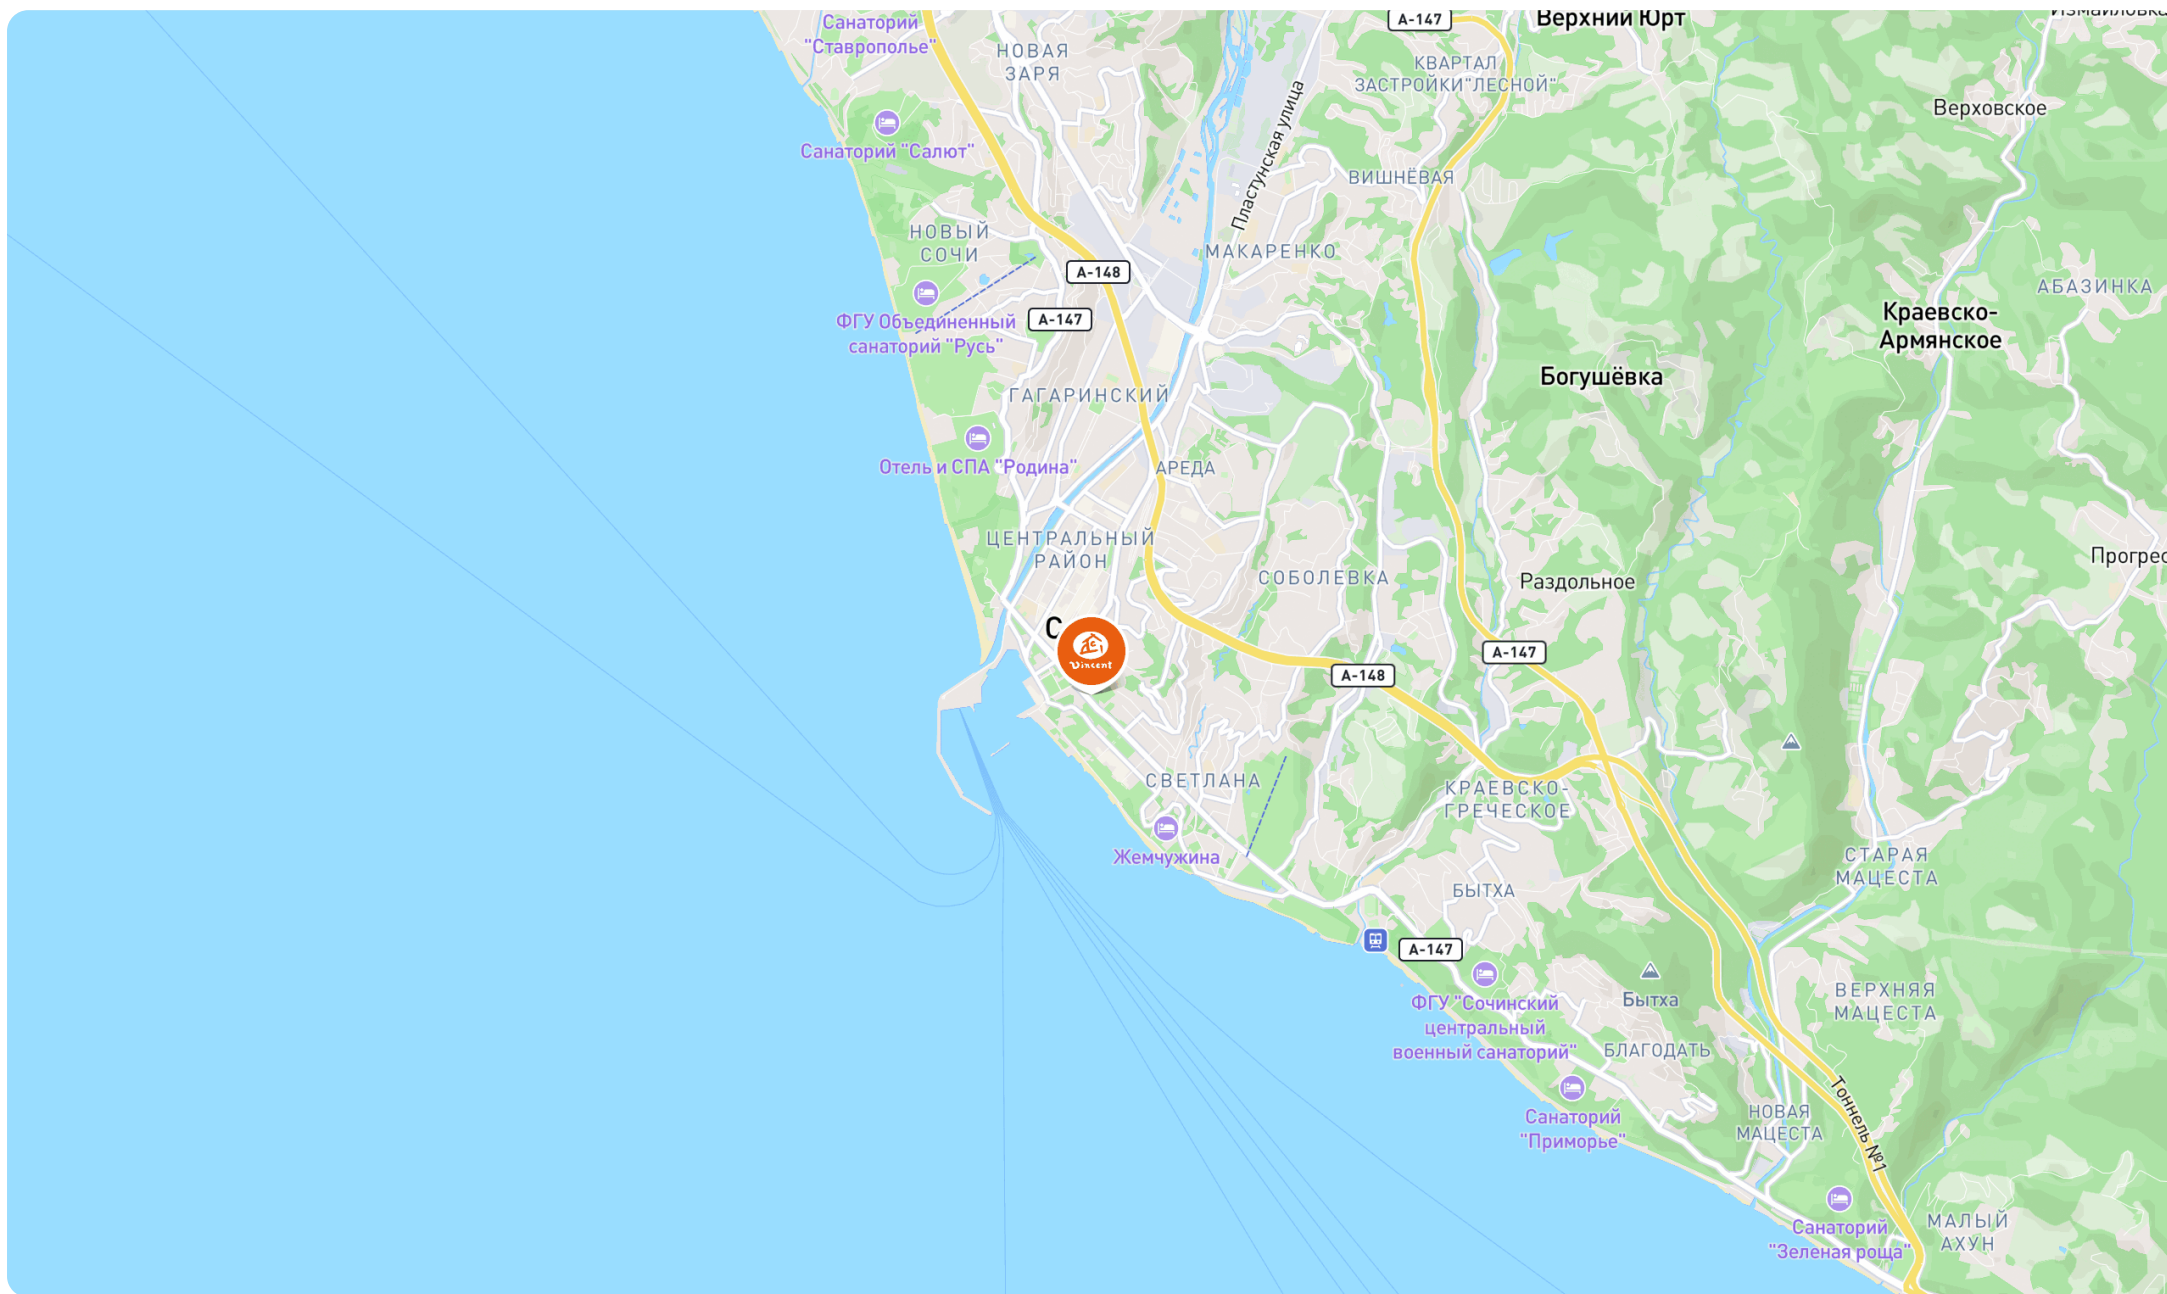 Санаторий
"Ставрополье"
НОВАЯ
ЗАРЯ
А-147
Верхний Юрт
КВАРТАЛ
ЗАСТРОЙКИ"ЛЕСНОЙ"
Верховское
Санаторий "Салют"
Пластунская улица
ВИШНЁВАЯ
НОВЫЙ
СОЧИ
МАКАРЕНКО
А-148
АБАЗИНКА
ФГУ Объединенный
санаторий "Русь"
А-147
Краевско-
Армянское
Богушёвка
ГАГАРИНСКИЙ
Отель и СПА "Родина"
АРЕДА
ЦЕНТРАЛЬНЫЙ
РАЙОН
СОБОЛЕВКА
Раздольное
Прогрес
С
Vincent
А-147
А-148
СВЕТЛАНА
КРАЕВСКО-
ГРЕЧЕСКОЕ
Жемчужина
СТАРАЯ
МАЦЕСТА
БЫТХА
А-147
ФГУ "Сочинский
центральный
военный санаторий"
Бытха
ВЕРХНЯЯ
МАЦЕСТА
БЛАГОДАТЬ
Санаторий
"Приморье"
НОВАЯ
МАЦЕСТА
Тоннель №1
Санаторий
"Зеленая роща"
МАЛЫЙ
АХУН